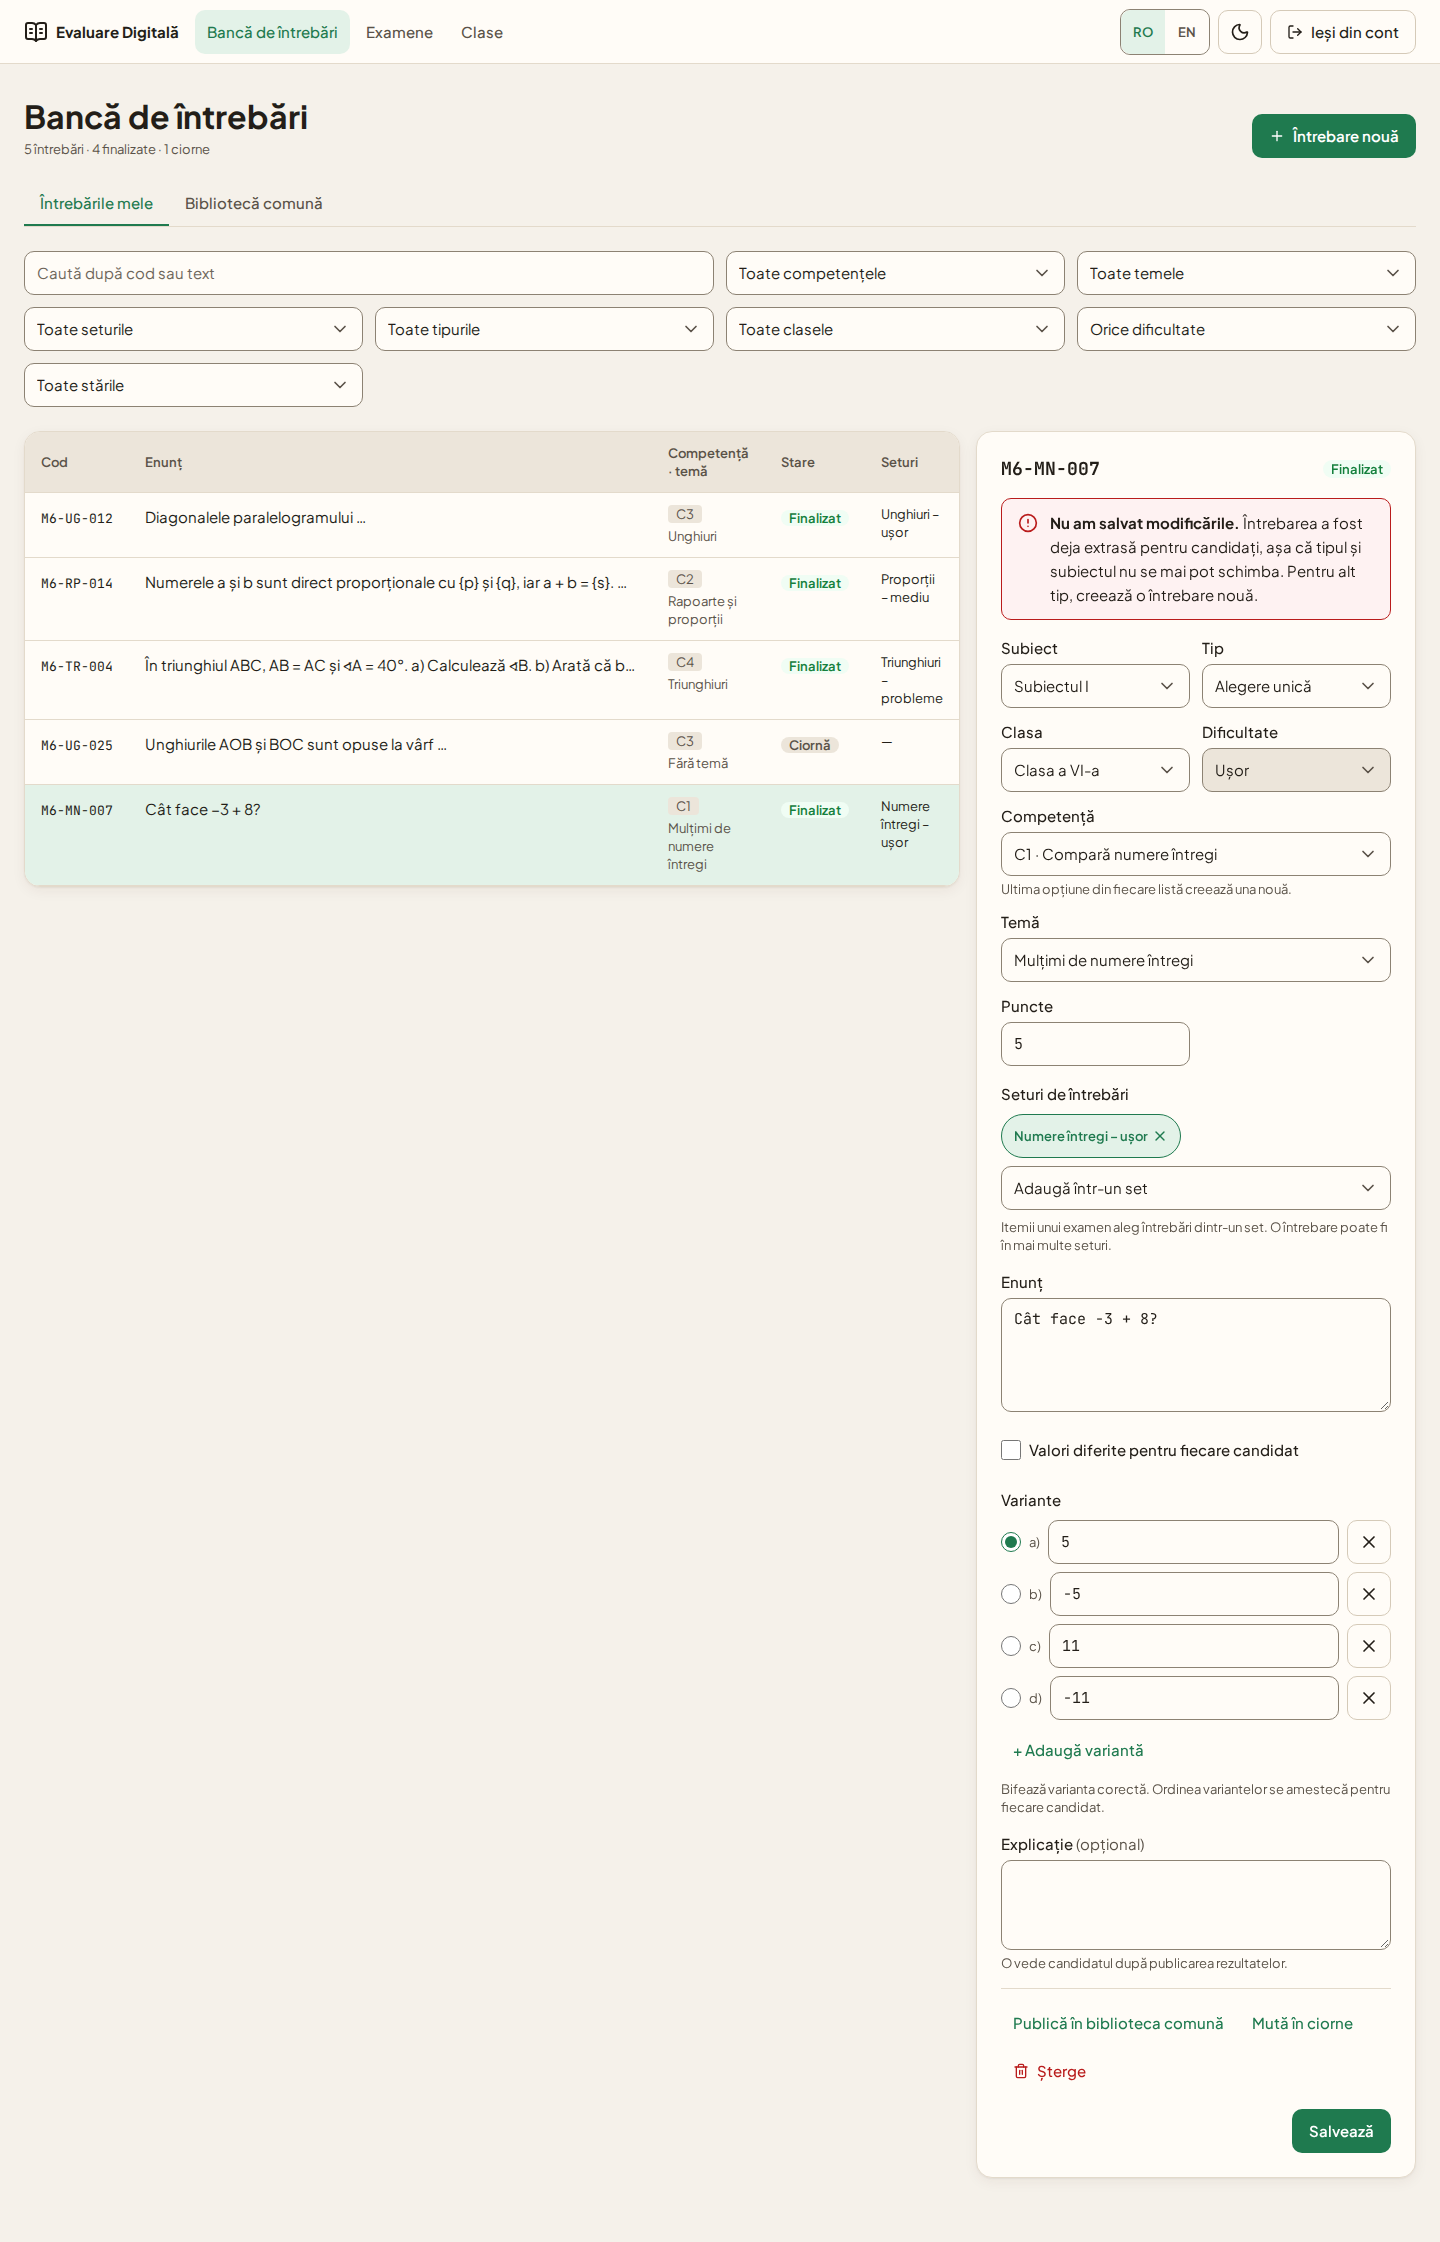 Evaluare Digitală
Bancă de întrebări
Examene
Clase
RO
EN
Ieși din cont
Bancă de întrebări
5 întrebări · 4 finalizate · 1 ciorne
Întrebare nouă
Întrebările mele
Bibliotecă comună
Caută după cod sau text
Toate competențele
Toate temele
Toate seturile
Toate tipurile
Toate clasele
Orice dificultate
Toate stările
Cod
Enunț
Competență
· temă
Stare
Seturi
M6-UG-012
Diagonalele paralelogramului …
C3
Unghiuri
Finalizat
Unghiuri –
ușor
M6-RP-014
Numerele a și b sunt direct proporționale cu {p} și {q}, iar a + b = {s}. …
C2
Rapoarte și
proporții
Finalizat
Proporții
– mediu
M6-TR-004
În triunghiul ABC, AB = AC și ∢A = 40°. a) Calculează ∢B. b) Arată că b…
C4
Triunghiuri
Finalizat
Triunghiuri
–
probleme
M6-UG-025
Unghiurile AOB și BOC sunt opuse la vârf …
C3
Fără temă
Ciornă
—
M6-MN-007
Cât face −3 + 8?
C1
Mulțimi de
numere
întregi
Finalizat
Numere
întregi –
ușor
M6-MN-007
Finalizat
Nu am salvat modificările. Întrebarea a fost
deja extrasă pentru candidați, așa că tipul și
subiectul nu se mai pot schimba. Pentru alt
tip, creează o întrebare nouă.
Subiect
Tip
Subiectul I
Alegere unică
Clasa
Dificultate
Clasa a VI-a
Ușor
Competență
C1 · Compară numere întregi
Ultima opțiune din fiecare listă creează una nouă.
Temă
Mulțimi de numere întregi
Puncte
5
Seturi de întrebări
Numere întregi – ușor
Adaugă într-un set
Itemii unui examen aleg întrebări dintr-un set. O întrebare poate fi
în mai multe seturi.
Enunț
Cât face -3 + 8?
Valori diferite pentru fiecare candidat
Variante
a) 5
b) -5
c) 11
d) -11
+ Adaugă variantă
Bifează varianta corectă. Ordinea variantelor se amestecă pentru
fiecare candidat.
Explicație (opțional)
O vede candidatul după publicarea rezultatelor.
Publică în biblioteca comună
Mută în ciorne
Șterge
Salvează